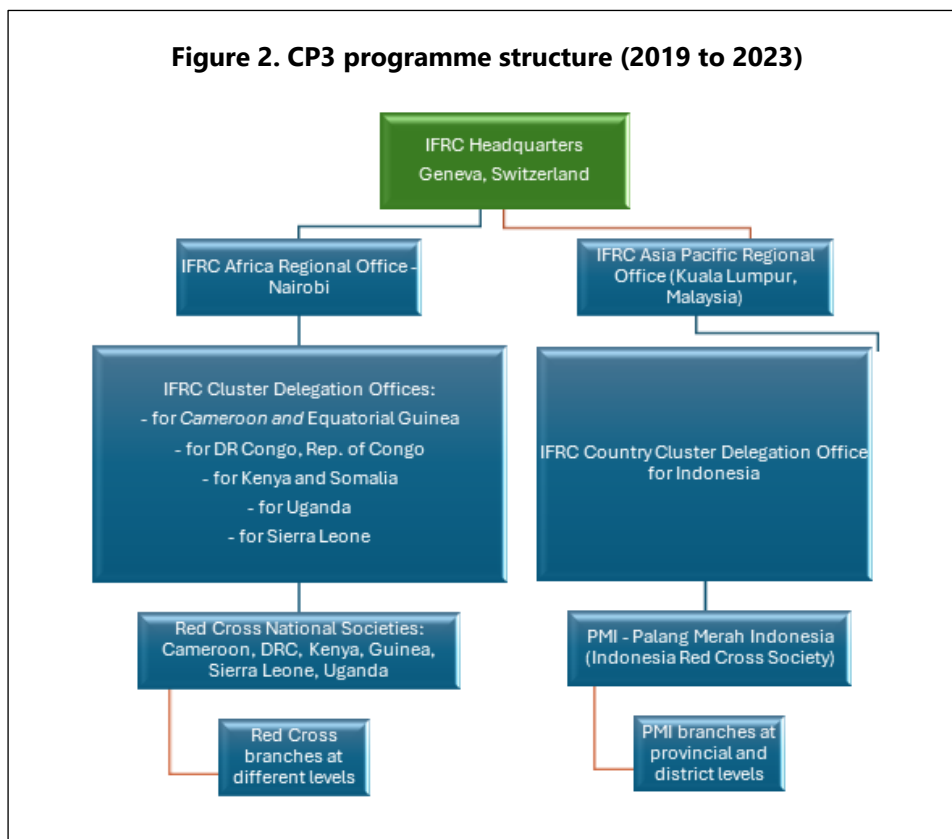 Figure 2. CP3 programme structure (2019 to 2023)
IFRC Headquarters
Geneva, Switzerland
IFRC Africa Regional Office -
Nairobi
IFRC Asia Pacific Regional
Office (Kuala Lumpur,
Malaysia)
IFRC Cluster Delegation Offices:
- for Cameroon and Equatorial Guinea
- for DR Congo, Rep. of Congo
- for Kenya and Somalia
- for Uganda
- for Sierra Leone
IFRC Country Cluster Delegation Office
for Indonesia
Red Cross National Societies:
Cameroon, DRC, Kenya, Guinea,
Sierra Leone, Uganda
PMI - Palang Merah Indonesia
(Indonesia Red Cross Society)
Red Cross
branches at
different levels
PMI branches at
provincial and
district levels